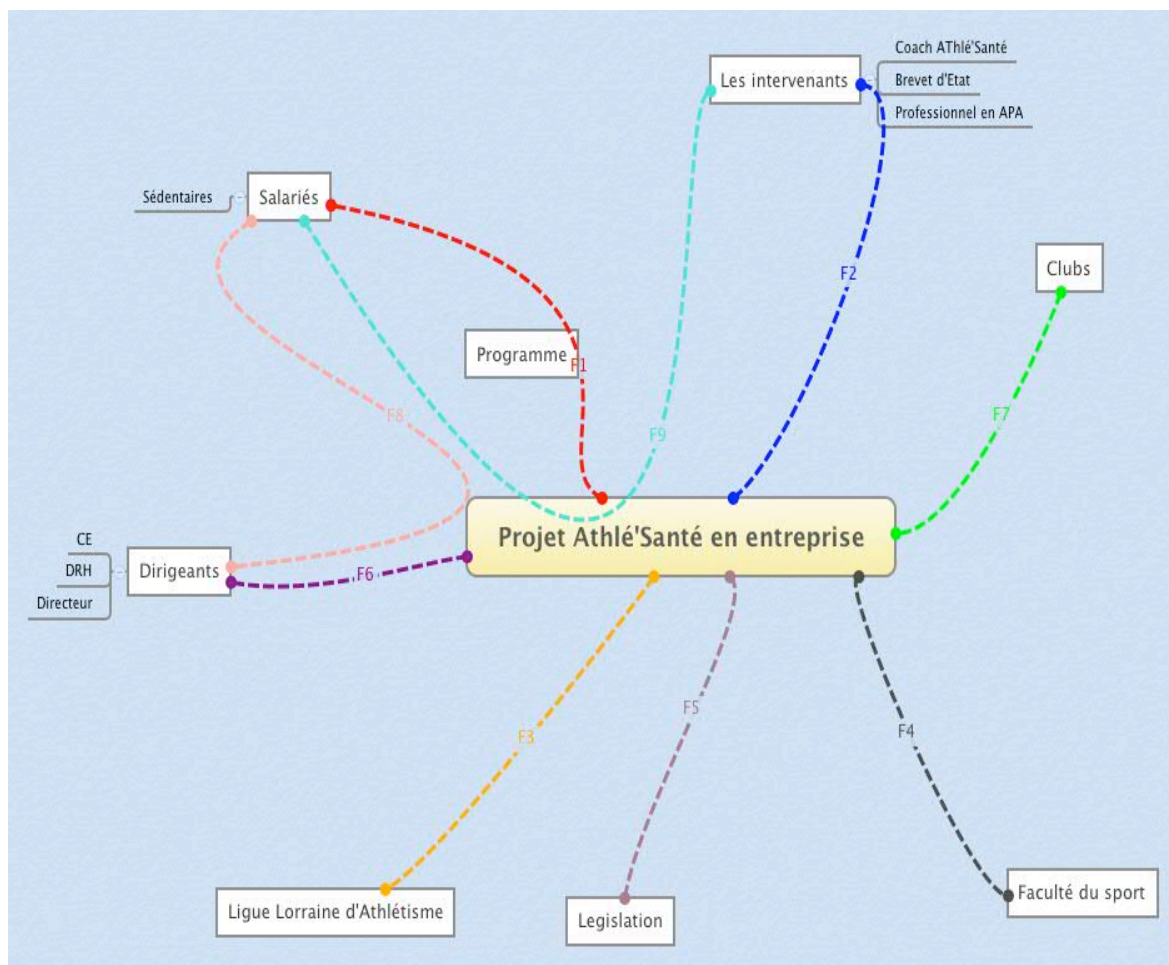 Coach AThlé'Santé
Les intervenants
Brevet d'Etat
Professionnel en APA
Sédentaires
Salariés
Clubs
F2
Programme
F1
F8
F7
F9
Projet Athlé'Santé en entreprise
CE
DRH
Dirigeants
F6
Directeur
F5
F4
F3
Faculté du sport
Ligue Lorraine d'Athlétisme
Legislation